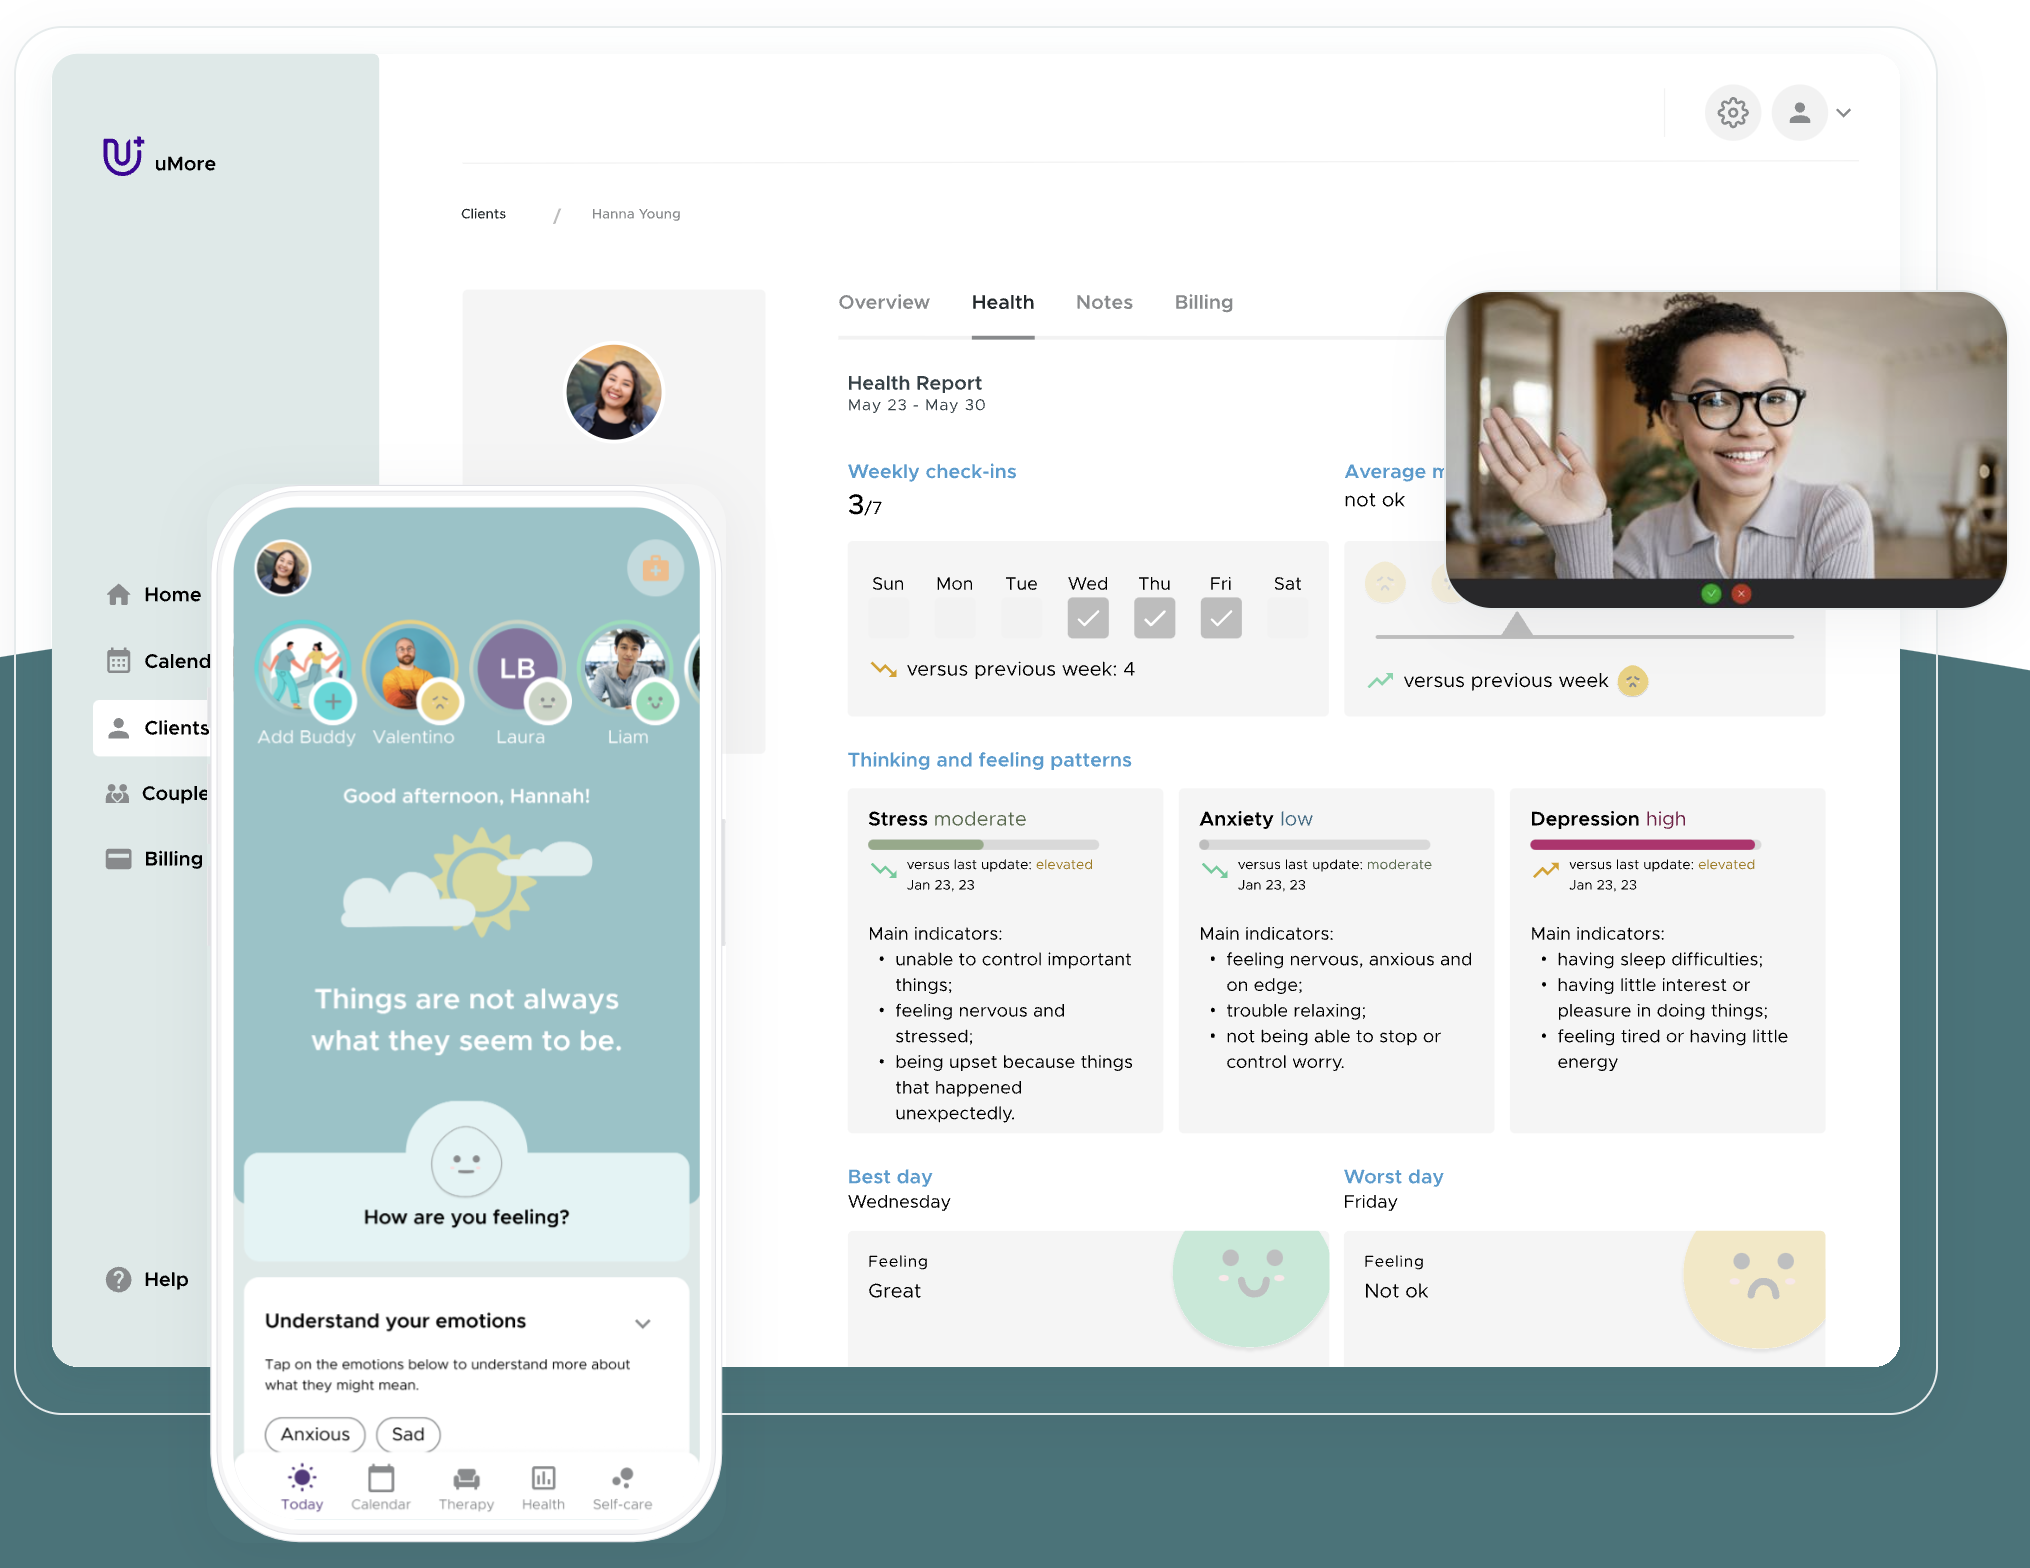 uMore
Clients / Hanna Young
Overview Health Notes Billing
Health Report
May 23 - May 30
Weekly check-ins
3/7
Sun Mon Tue Wed Thu Fri Sat
versus previous week: 4
Average
not ok
versus previous week
Thinking and feeling patterns
Stress moderate
versus last update: elevated
Jan 23, 23
Main indicators:
• unable to control important
things;
• feeling nervous and
stressed;
• being upset because things
that happened
unexpectedly.
Anxiety low
versus last update: moderate
Jan 23, 23
Main indicators:
• feeling nervous, anxious and
on edge;
• trouble relaxing;
• not being able to stop or
control worry.
Depression high
versus last update: elevated
Jan 23, 23
Main indicators:
• having sleep difficulties;
• having little interest or
pleasure in doing things;
• feeling tired or having little
energy
Best day
Wednesday
Feeling
Great
Worst day
Friday
Feeling
Not ok
Home
Calend
Clients
Couple
Billing
Help
LB
Add Buddy Valentino Laura Liam
Good afternoon, Hannah!
Things are not always
what they seem to be.
How are you feeling?
Understand your emotions
Tap on the emotions below to understand more about
what they might mean.
Anxious Sad
Today Calendar Therapy Health Self-care